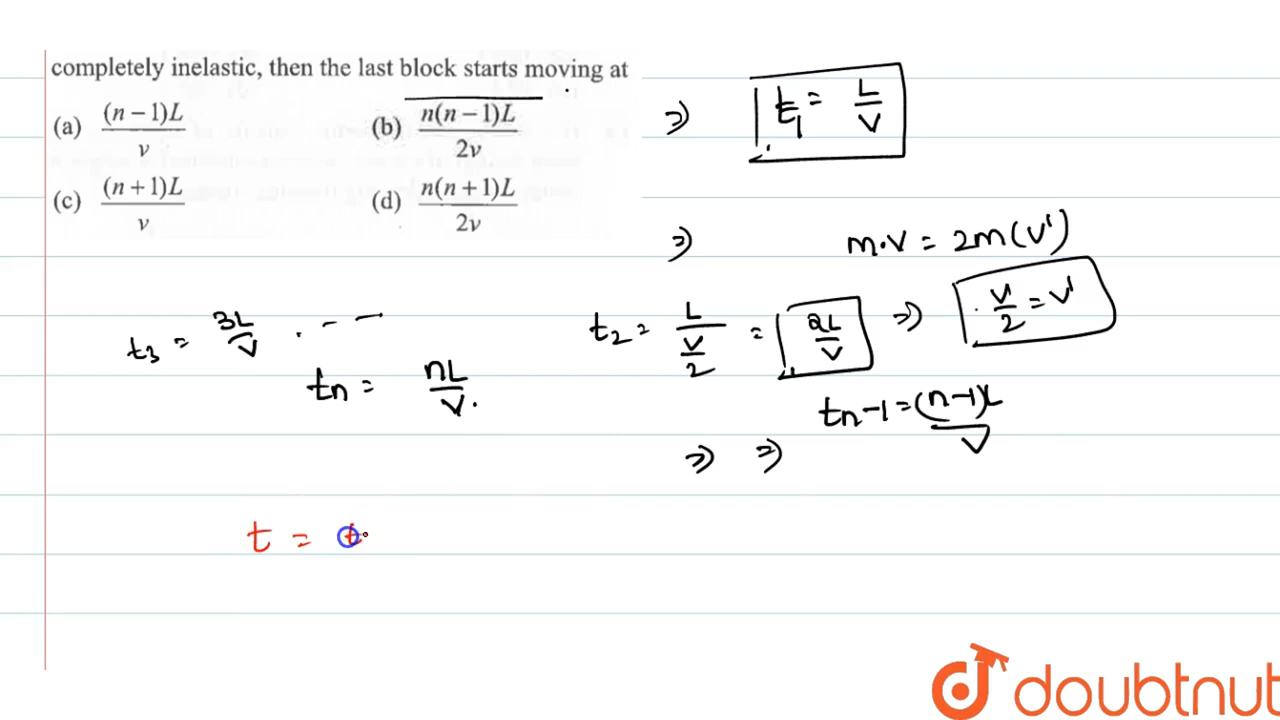 completely inelastic, then the last block starts moving at
(a) (n − 1)L / v (b) n(n − 1)L / 2v
(c) (n + 1)L / v (d) n(n + 1)L / 2v
⇒ t₁ = L / V
⇒ m·V = 2m(V')
t₂ = L / (V/2) = 2L / V ⇒ V / 2 = V'
t₃ = 3L / V · - -
tₙ = nL / V.
tₙ−1 = (n−1)L / V
⇒ ⇒
t = t
doubtnut